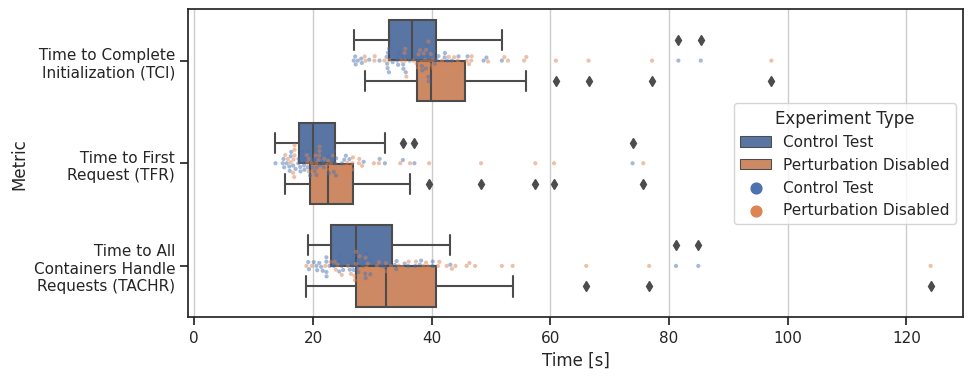 Metric
Time to Complete
Initialization (TCI)
Time to First
Request (TFR)
Time to All
Containers Handle
Requests (TACHR)
Experiment Type
Control Test
Perturbation Disabled
Control Test
Perturbation Disabled
0 20 40 60 80 100 120
Time [s]